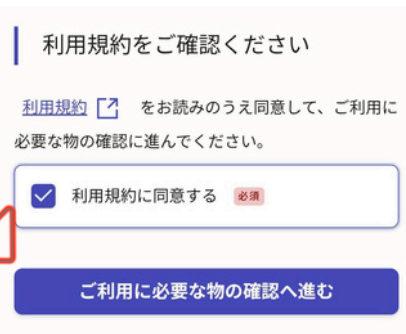 利用規約をご確認ください
利用規約 をお読みのうえ同意して、ご利用に
必要な物の確認に進んでください。
利用規約に同意する 必須
ご利用に必要な物の確認へ進む